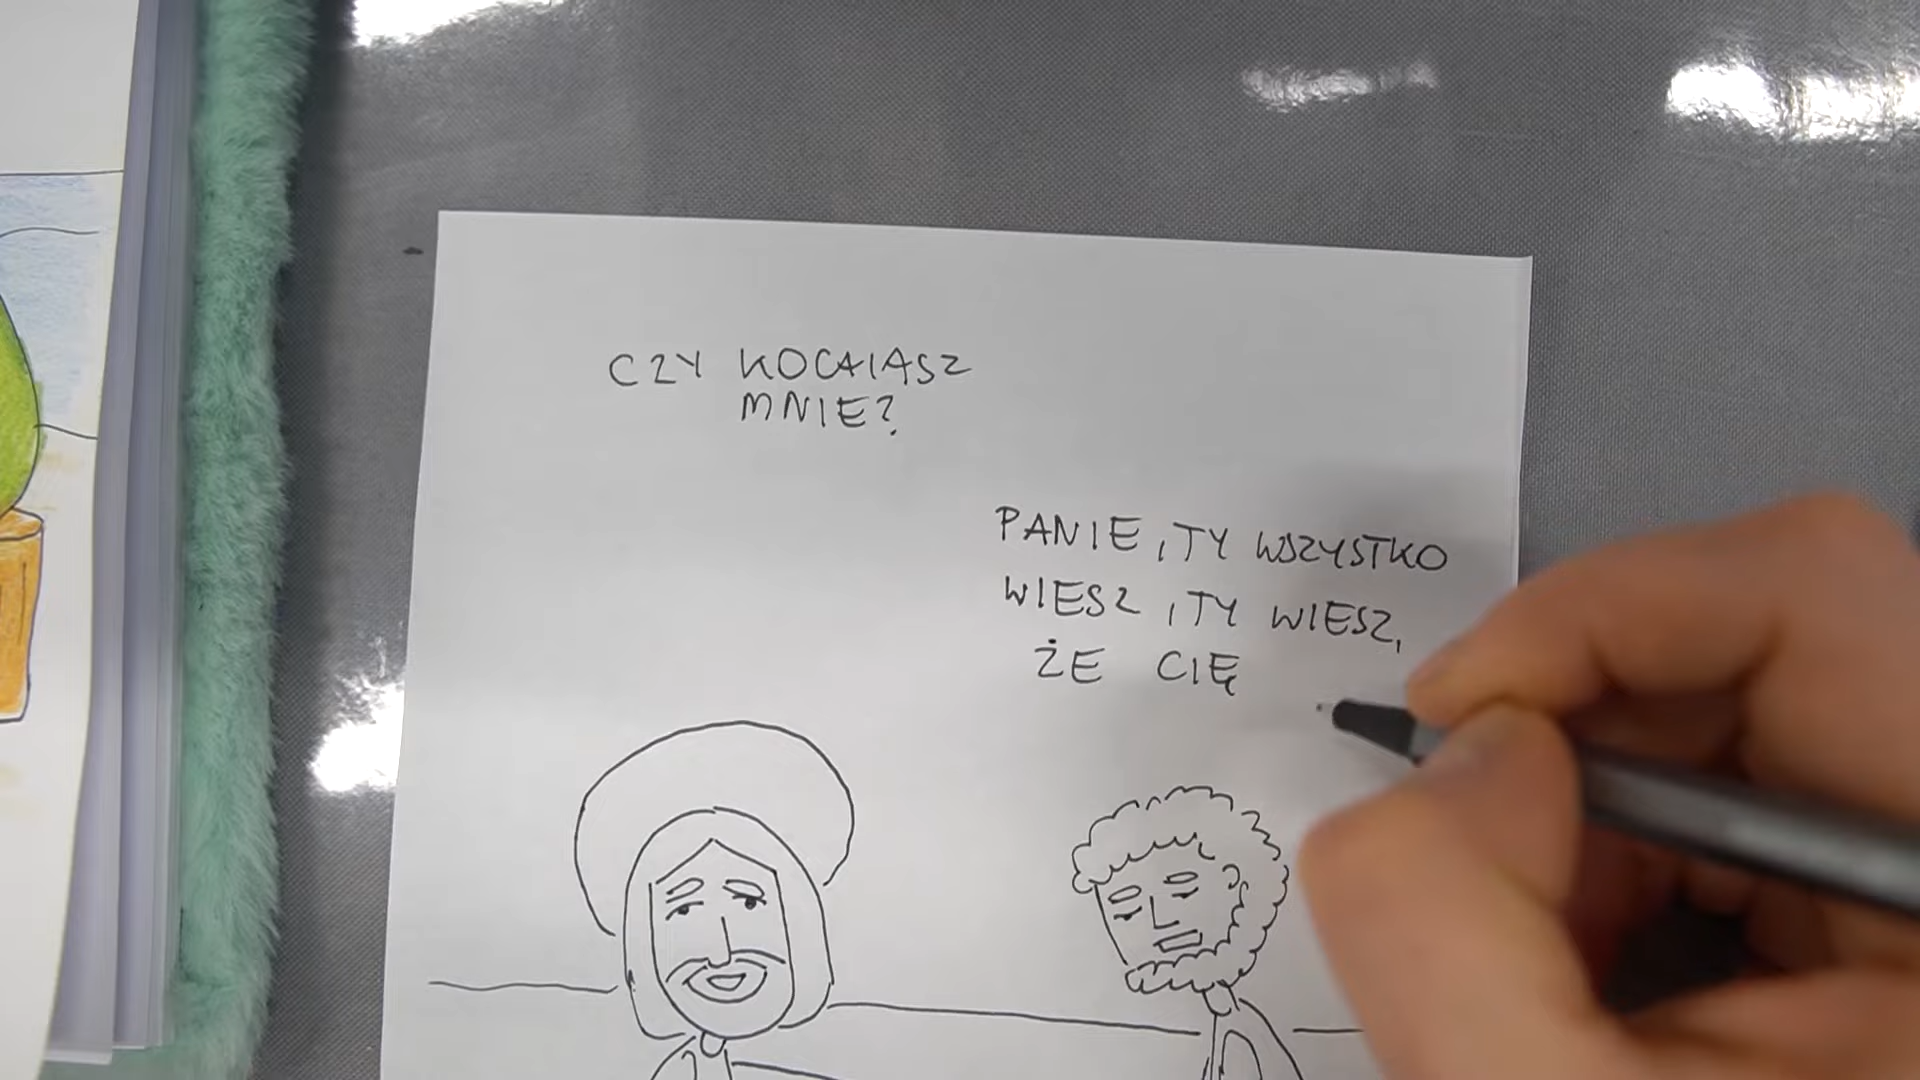 CZY KOCHASZ
MNIE?
PANIE, TY WSZYSTKO
WIESZ, TY WIESZ,
ŻE CIĘ